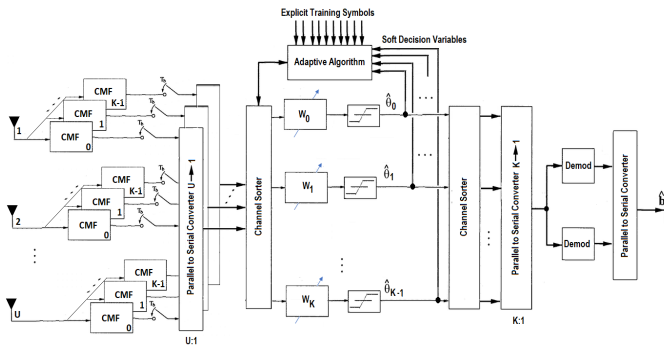 Explicit Training Symbols
Soft Decision Variables
Adaptive Algorithm
CMF
K-1
CMF
1
CMF
0
Tb
Tb
Tb
1
CMF
K-1
CMF
1
CMF
0
Tb
Tb
Tb
2
CMF
K-1
CMF
1
CMF
0
Tb
U
Parallel to Serial Converter U → 1
U:1
Channel Sorter
W0
θ̂0
W1
θ̂1
WK
θ̂K-1
Channel Sorter
Parallel to Serial Converter K → 1
K:1
Demod
Demod
Parallel to Serial Converter
b̂